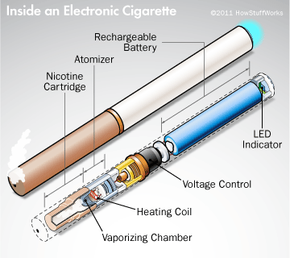 Inside an Electronic Cigarette
©2011 HowStuffWorks
Rechargeable
Battery
Atomizer
Nicotine
Cartridge
LED
Indicator
Voltage Control
Heating Coil
Vaporizing Chamber